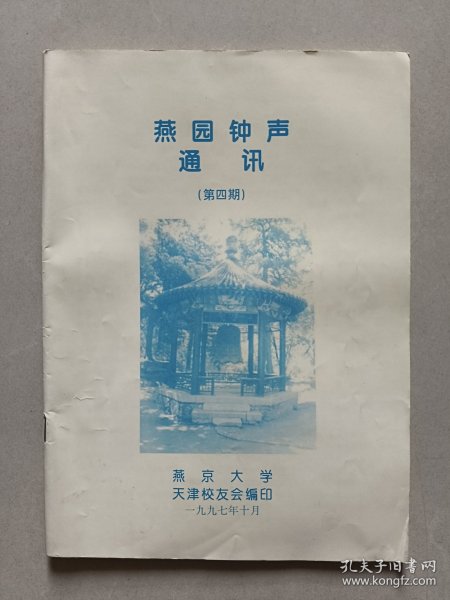 燕园钟声
通讯
(第四期)
燕京大学
天津校友会编印
一九九七年十月
孔夫子旧书网
www.kongfz.com